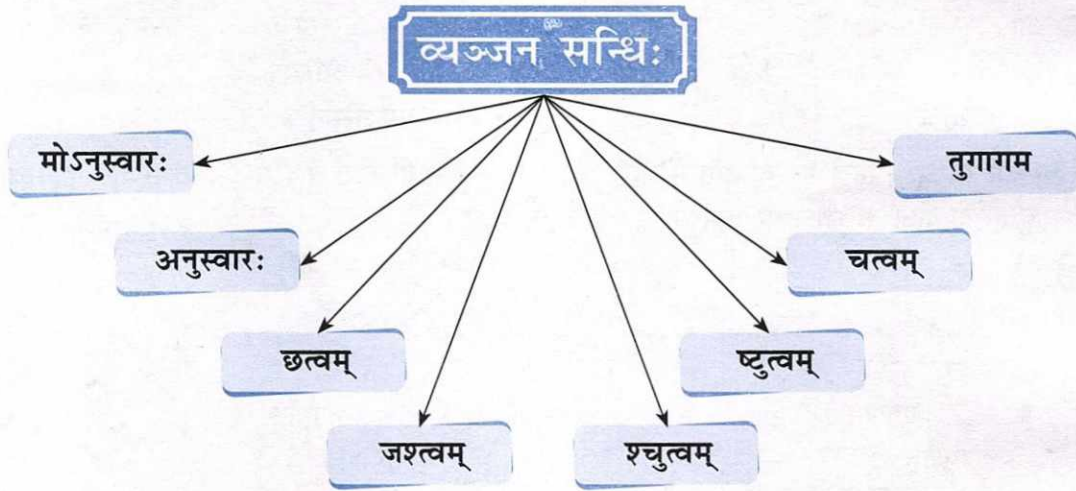 व्यञ्जन सन्धिः
मोऽनुस्वारः
तुगागम
अनुस्वारः
चत्वम्
छत्वम्
ष्टुत्वम्
जश्त्वम्
श्चुत्वम्